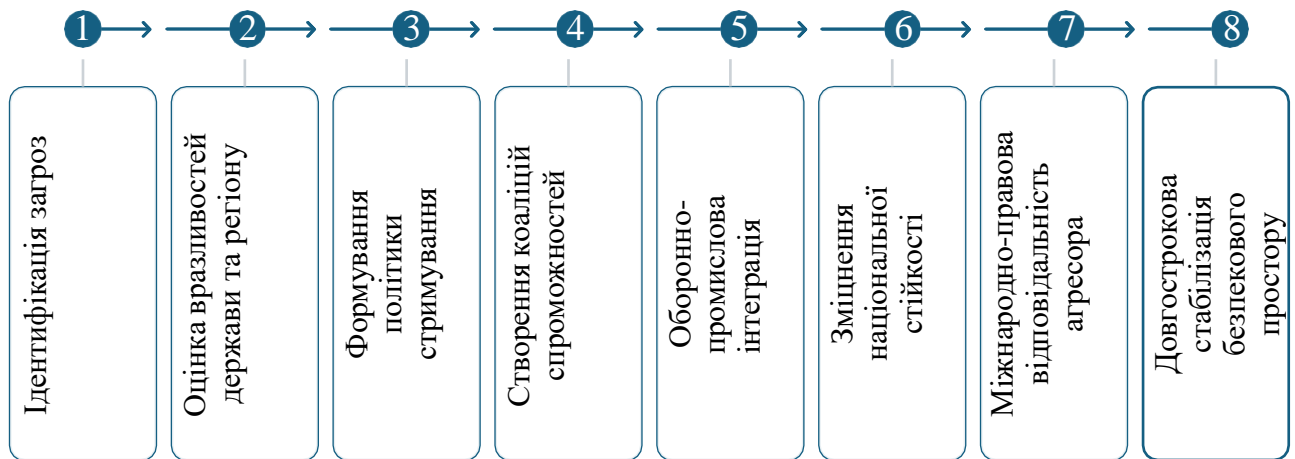 1
2
3
4
5
6
7
8
Ідентифікація загроз
Оцінка вразливостей
держави та регіону
Формування
політики
стримування
Створення коаліцій
спроможностей
Оборонно-
промислова
інтеграція
Зміцнення
національної
стійкості
Міжнародно-правова
відповідальність
агресора
Довгострокова
стабілізація
безпекового
простору